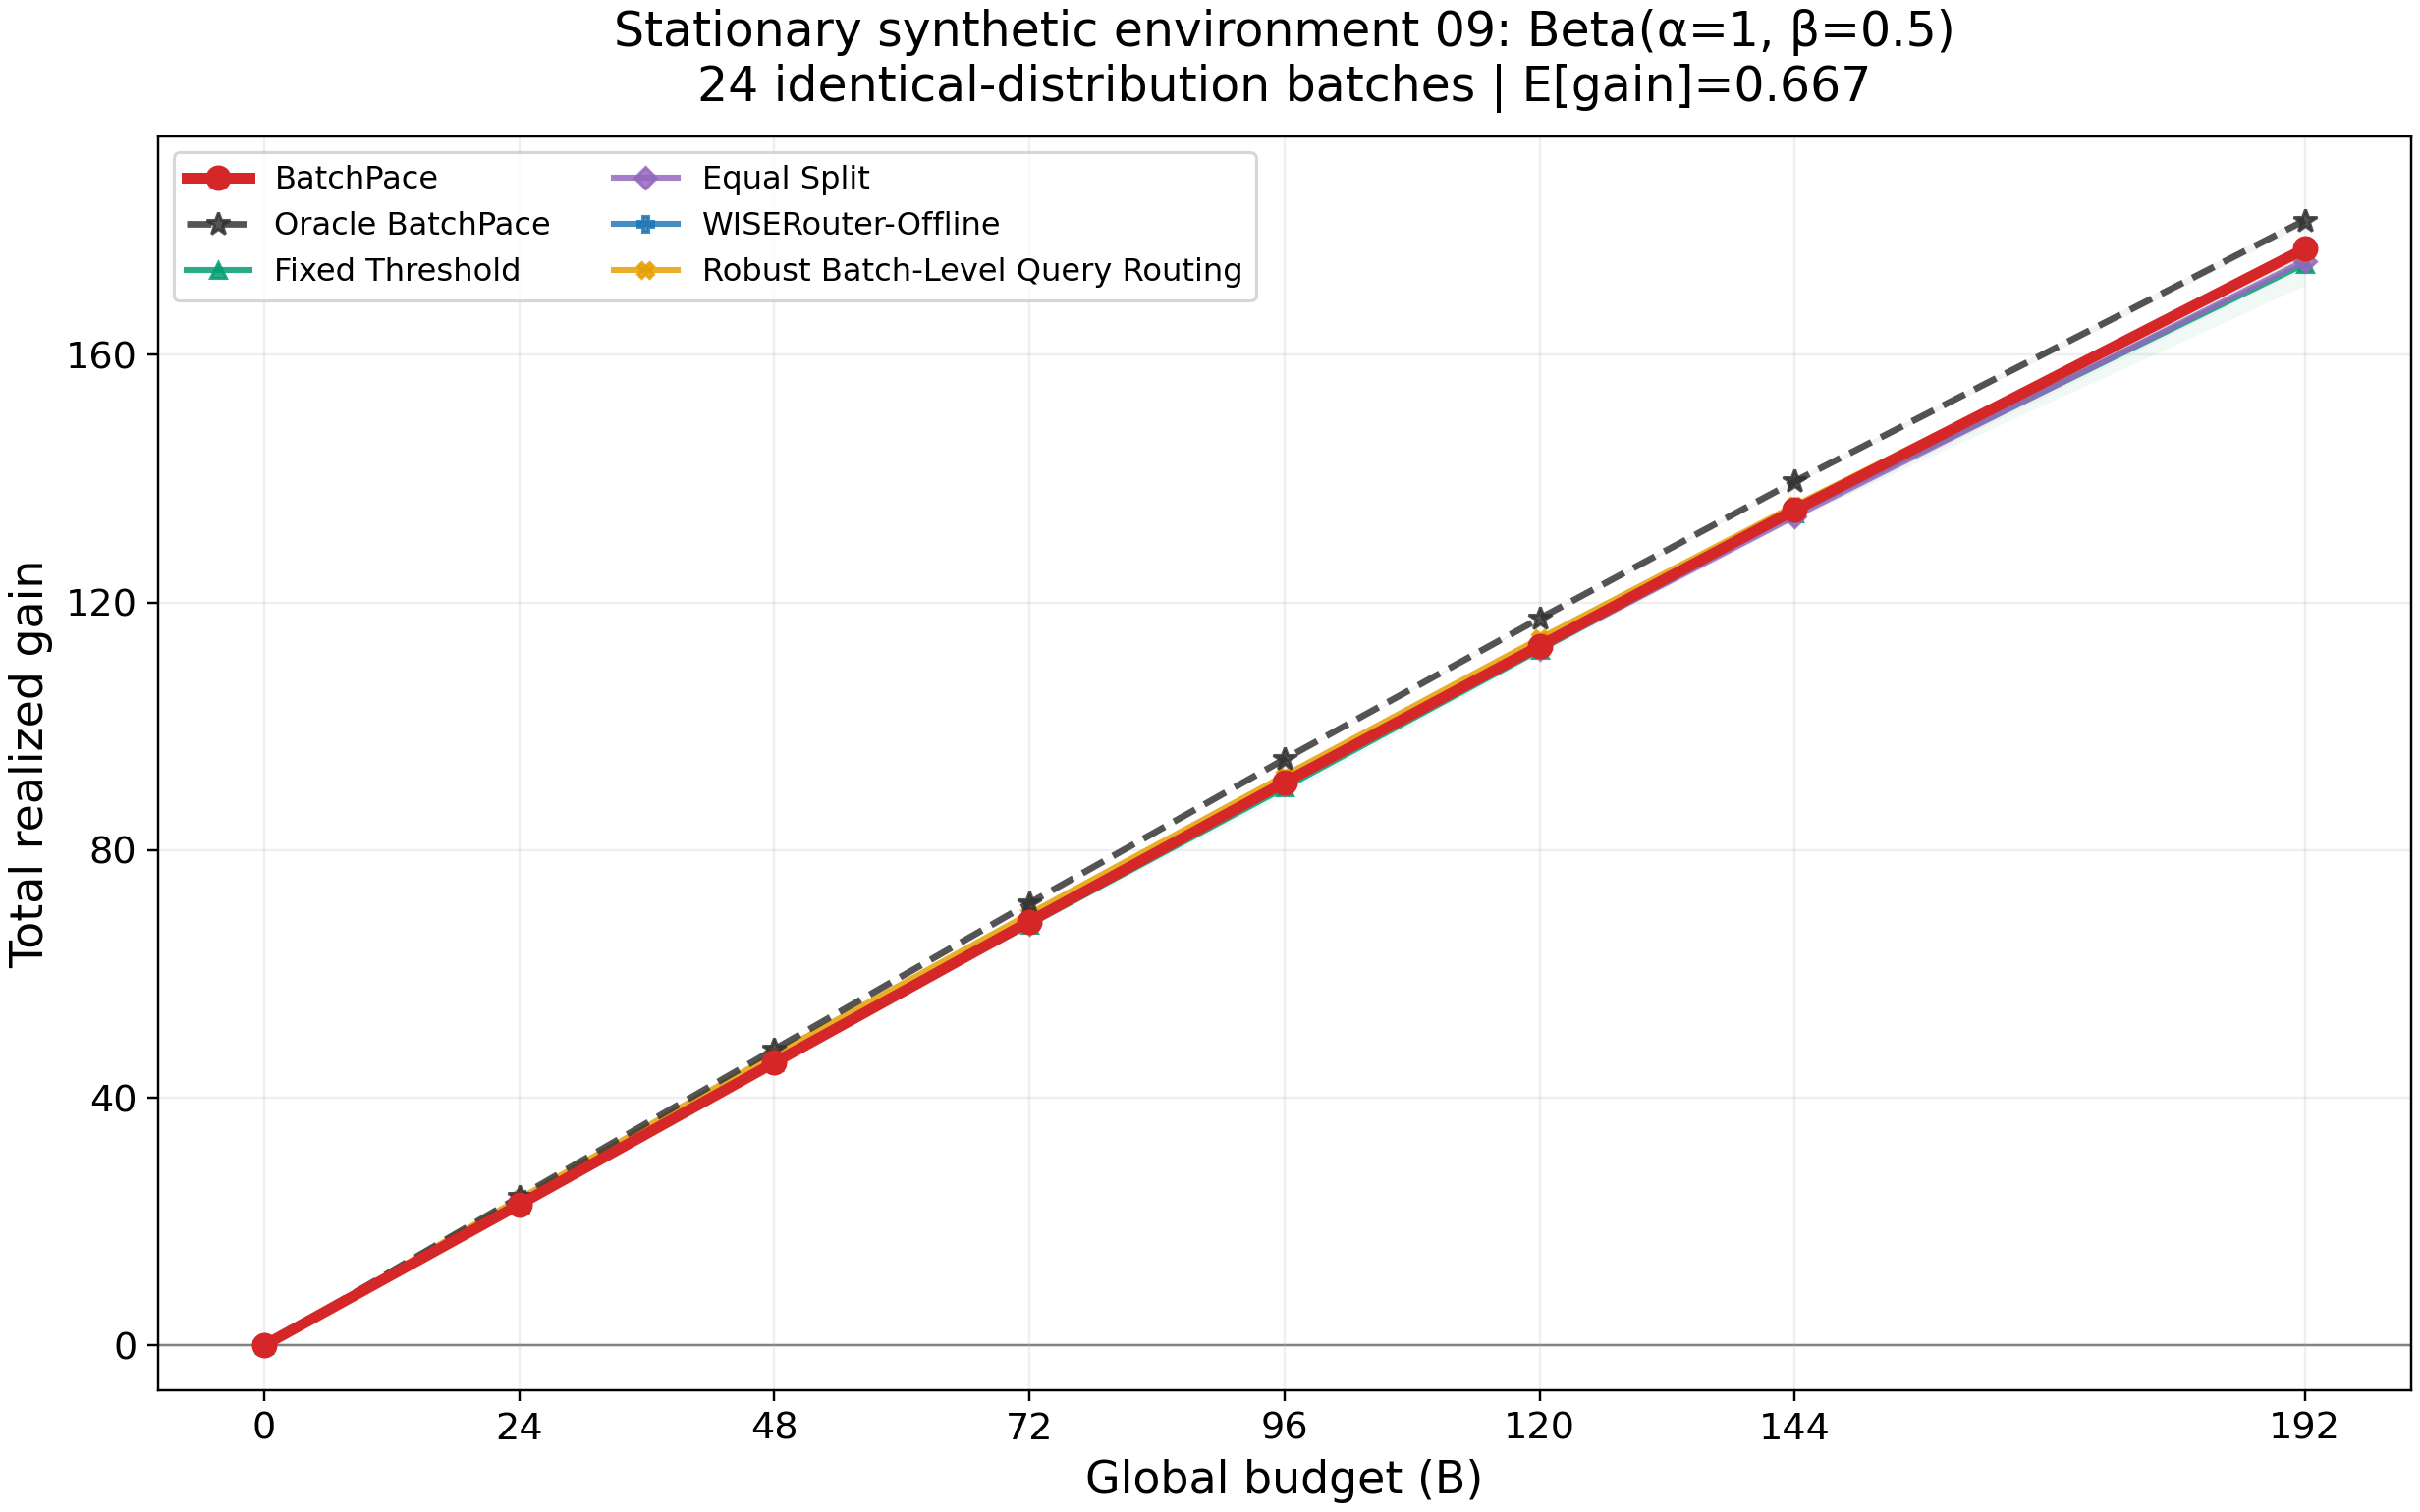 Stationary synthetic environment 09: Beta(α=1, β=0.5)
24 identical-distribution batches | E[gain]=0.667
BatchPace
Oracle BatchPace
Fixed Threshold
Equal Split
WISERouter-Offline
Robust Batch-Level Query Routing
Total realized gain
160
120
80
40
0
0 24 48 72 96 120 144 192
Global budget (B)